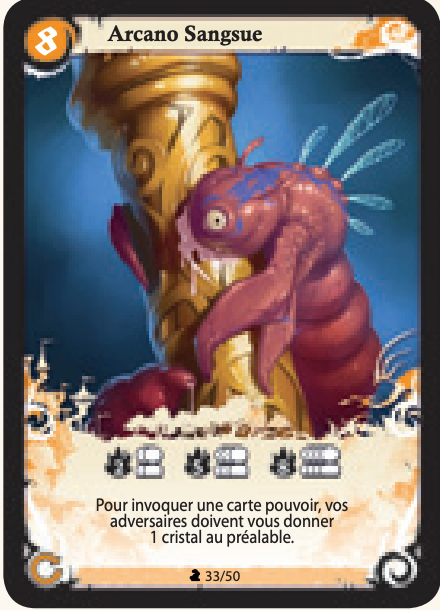 8
Arcano Sangsue
Pour invoquer une carte pouvoir, vos
adversaires doivent vous donner
1 cristal au préalable.
33/50